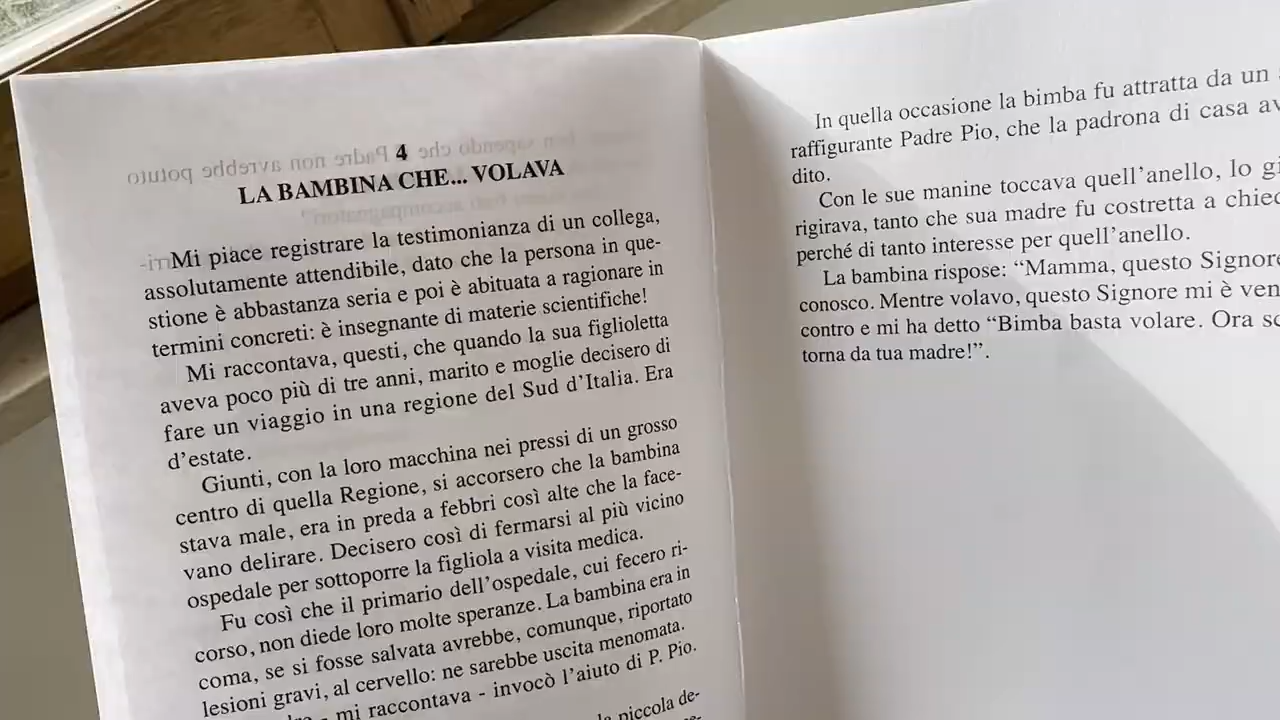 4
LA BAMBINA CHE... VOLAVA
Mi piace registrare la testimonianza di un collega,
assolutamente attendibile, dato che la persona in que-
stione è abbastanza seria e poi è abituata a ragionare in
termini concreti: è insegnante di materie scientifiche!
Mi raccontava, questi, che quando la sua figlioletta
aveva poco più di tre anni, marito e moglie decisero di
fare un viaggio in una regione del Sud d'Italia. Era
d'estate.
Giunti, con la loro macchina nei pressi di un grosso
centro di quella Regione, si accorsero che la bambina
stava male, era in preda a febbri così alte che la face-
vano delirare. Decisero così di fermarsi al più vicino
ospedale per sottoporre la figliola a visita medica.
Fu così che il primario dell'ospedale, cui fecero ri-
corso, non diede loro molte speranze. La bambina era in
coma, se si fosse salvata avrebbe, comunque, riportato
lesioni gravi, al cervello: ne sarebbe uscita menomata.
- mi raccontava - invocò l'aiuto di P. Pio.
piccola de-
In quella occasione la bimba fu attratta da un
raffigurante Padre Pio, che la padrona di casa av
dito.
Con le sue manine toccava quell'anello, lo gi
rigirava, tanto che sua madre fu costretta a chied
perché di tanto interesse per quell'anello.
La bambina rispose: “Mamma, questo Signore
conosco. Mentre volavo, questo Signore mi è ven
contro e mi ha detto “Bimba basta volare. Ora sc
torna da tua madre!”.